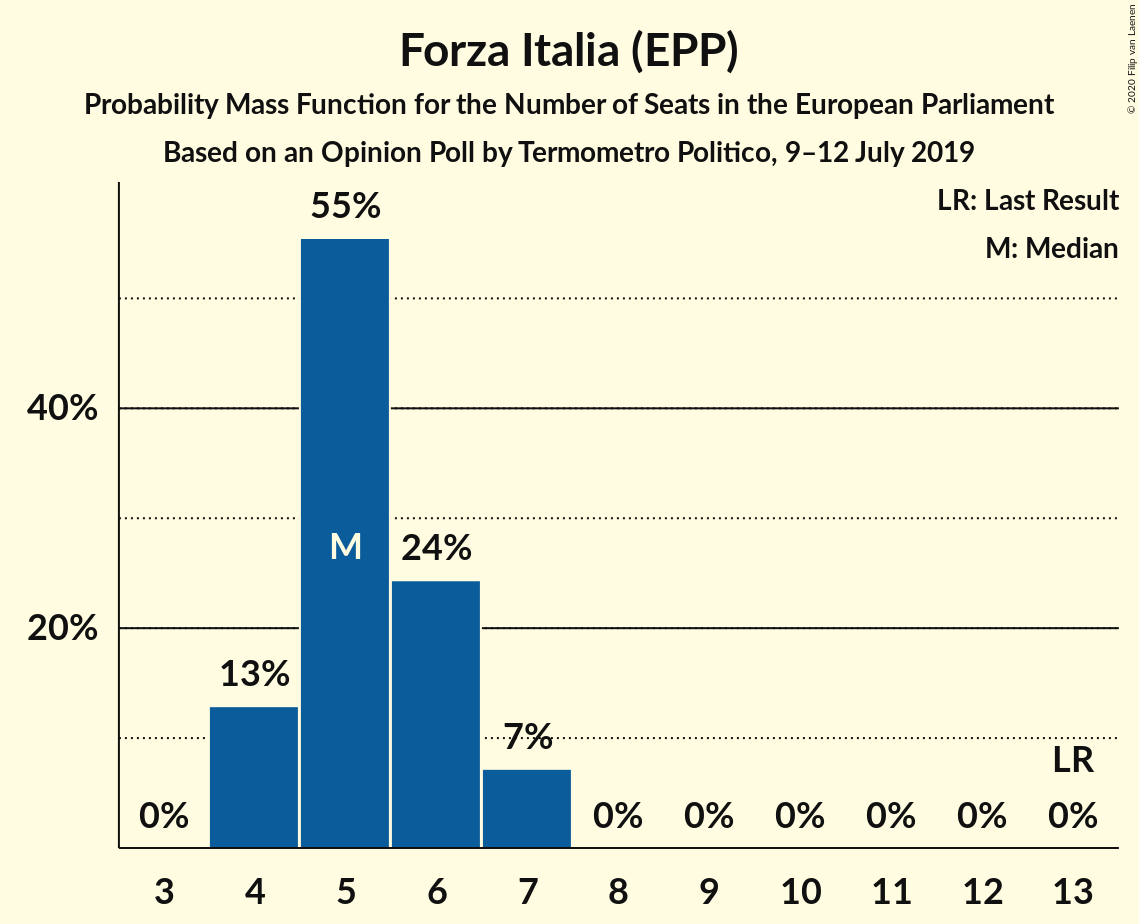 Forza Italia (EPP)
Probability Mass Function for the Number of Seats in the European Parliament
Based on an Opinion Poll by Termometro Politico, 9–12 July 2019
© 2020 Filip van Laenen
LR: Last Result
M: Median
55%
40%
M
24%
20%
13%
7%
LR
0%
0%
0%
0%
0%
0%
0%
3 4 5 6 7 8 9 10 11 12 13